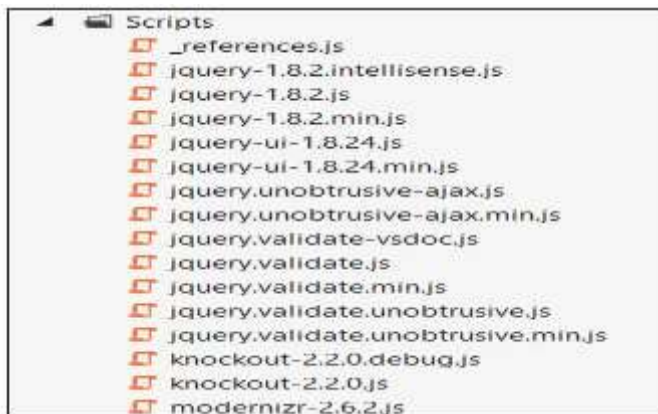 Scripts
_references.js
jquery-1.8.2.intellisense.js
jquery-1.8.2.js
jquery-1.8.2.min.js
jquery-ui-1.8.24.js
jquery-ui-1.8.24.min.js
jquery.unobtrusive-ajax.js
jquery.unobtrusive-ajax.min.js
jquery.validate-vsdoc.js
jquery.validate.js
jquery.validate.min.js
jquery.validate.unobtrusive.js
jquery.validate.unobtrusive.min.js
knockout-2.2.0.debug.js
knockout-2.2.0.js
modernizr-2.6.2.js